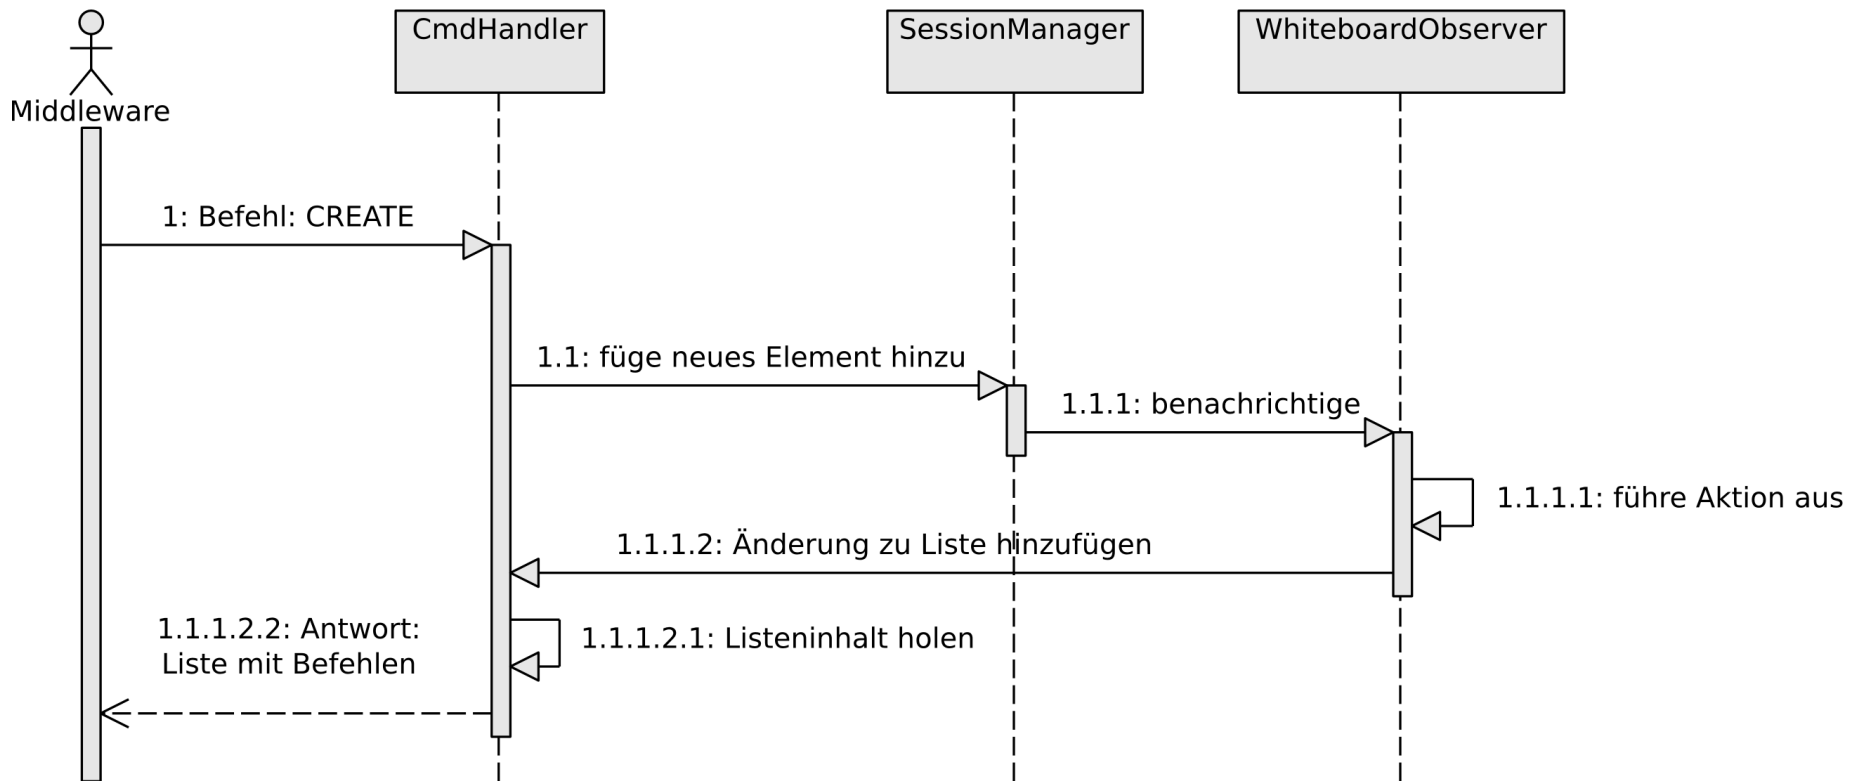 CmdHandler
SessionManager
WhiteboardObserver
Middleware
1: Befehl: CREATE
1.1: füge neues Element hinzu
1.1.1: benachrichtige
1.1.1.1: führe Aktion aus
1.1.1.2: Änderung zu Liste hinzufügen
1.1.1.2.2: Antwort:
Liste mit Befehlen
1.1.1.2.1: Listeninhalt holen